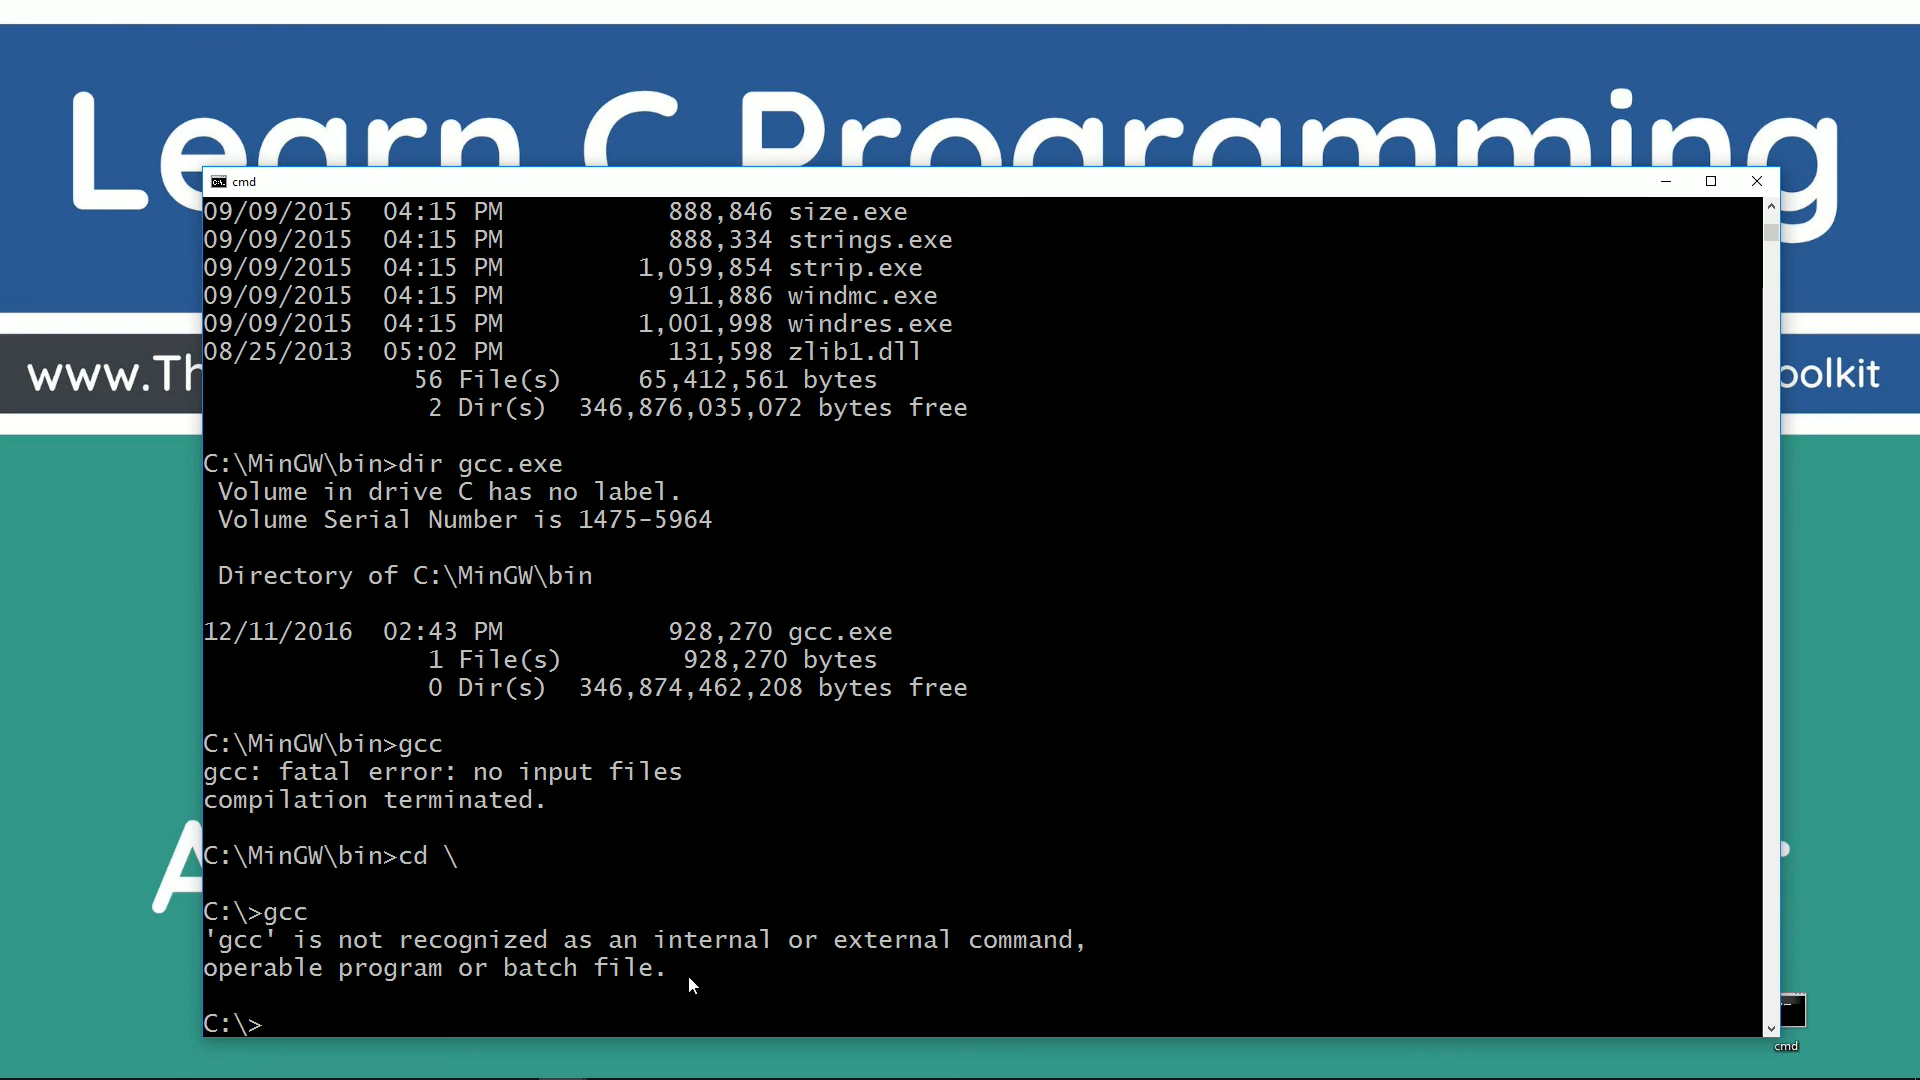 Learn C Programming
cmd
09/09/2015  04:15 PM           888,846 size.exe
09/09/2015  04:15 PM           888,334 strings.exe
09/09/2015  04:15 PM         1,059,854 strip.exe
09/09/2015  04:15 PM           911,886 windmc.exe
09/09/2015  04:15 PM         1,001,998 windres.exe
08/25/2013  05:02 PM           131,598 zlib1.dll
              56 File(s)     65,412,561 bytes
               2 Dir(s)  346,876,035,072 bytes free
C:\MinGW\bin>dir gcc.exe
 Volume in drive C has no label.
 Volume Serial Number is 1475-5964
 Directory of C:\MinGW\bin
12/11/2016  02:43 PM           928,270 gcc.exe
               1 File(s)        928,270 bytes
               0 Dir(s)  346,874,462,208 bytes free
C:\MinGW\bin>gcc
gcc: fatal error: no input files
compilation terminated.
C:\MinGW\bin>cd \
C:\>gcc
'gcc' is not recognized as an internal or external command,
operable program or batch file.
C:\>
www.Th
oolkit
A
cmd